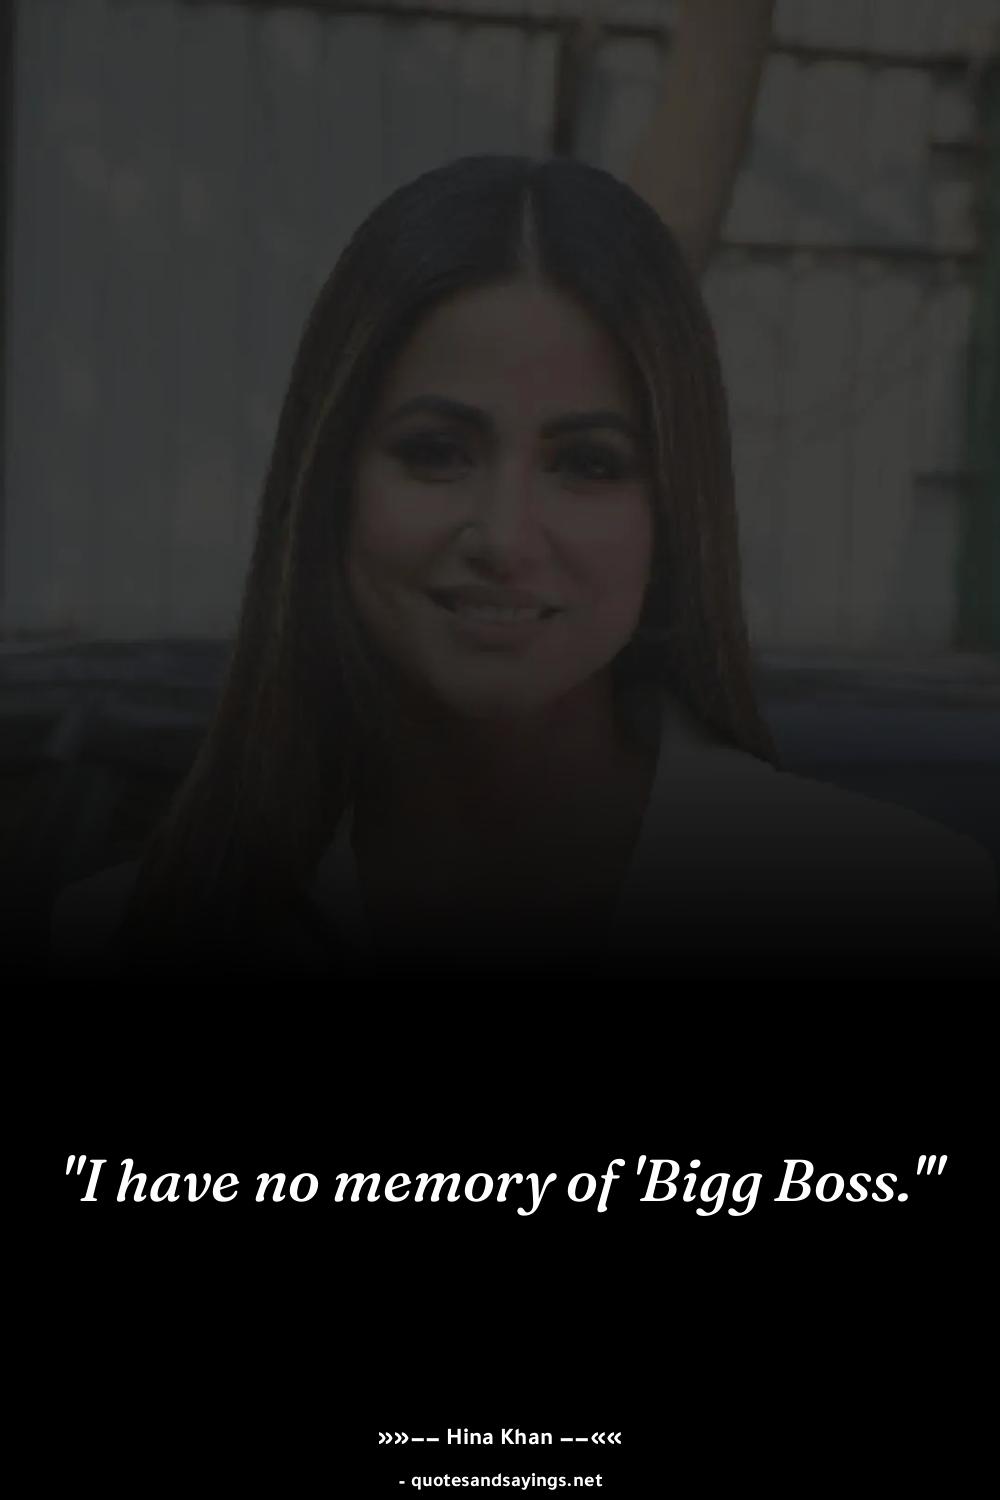 "I have no memory of 'Bigg Boss.'"
»»–– Hina Khan ––««
- quotesandsayings.net